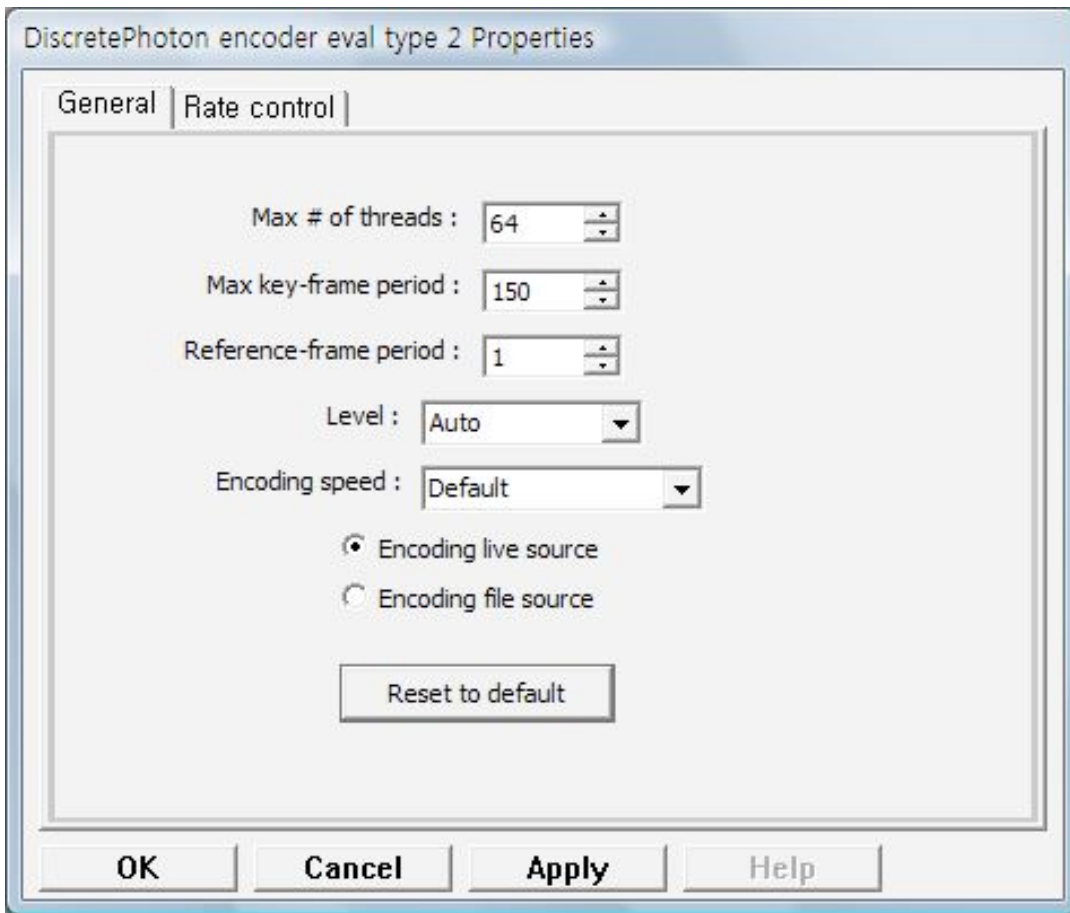 DiscretePhoton encoder eval type 2 Properties
General Rate control
Max # of threads : 64
Max key-frame period : 150
Reference-frame period : 1
Level : Auto
Encoding speed : Default
Encoding live source
Encoding file source
Reset to default
OK Cancel Apply Help